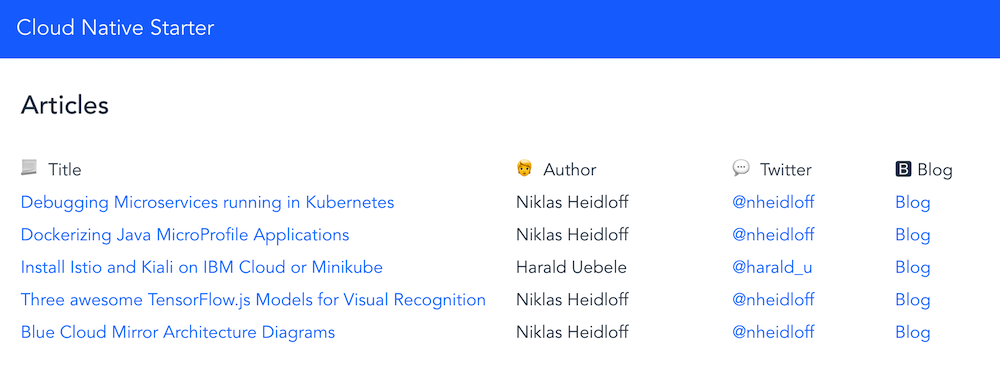 Cloud Native Starter
Articles
Title Author Twitter B Blog
Debugging Microservices running in Kubernetes Niklas Heidloff @nheidloff Blog
Dockerizing Java MicroProfile Applications Niklas Heidloff @nheidloff Blog
Install Istio and Kiali on IBM Cloud or Minikube Harald Uebele @harald_u Blog
Three awesome TensorFlow.js Models for Visual Recognition Niklas Heidloff @nheidloff Blog
Blue Cloud Mirror Architecture Diagrams Niklas Heidloff @nheidloff Blog